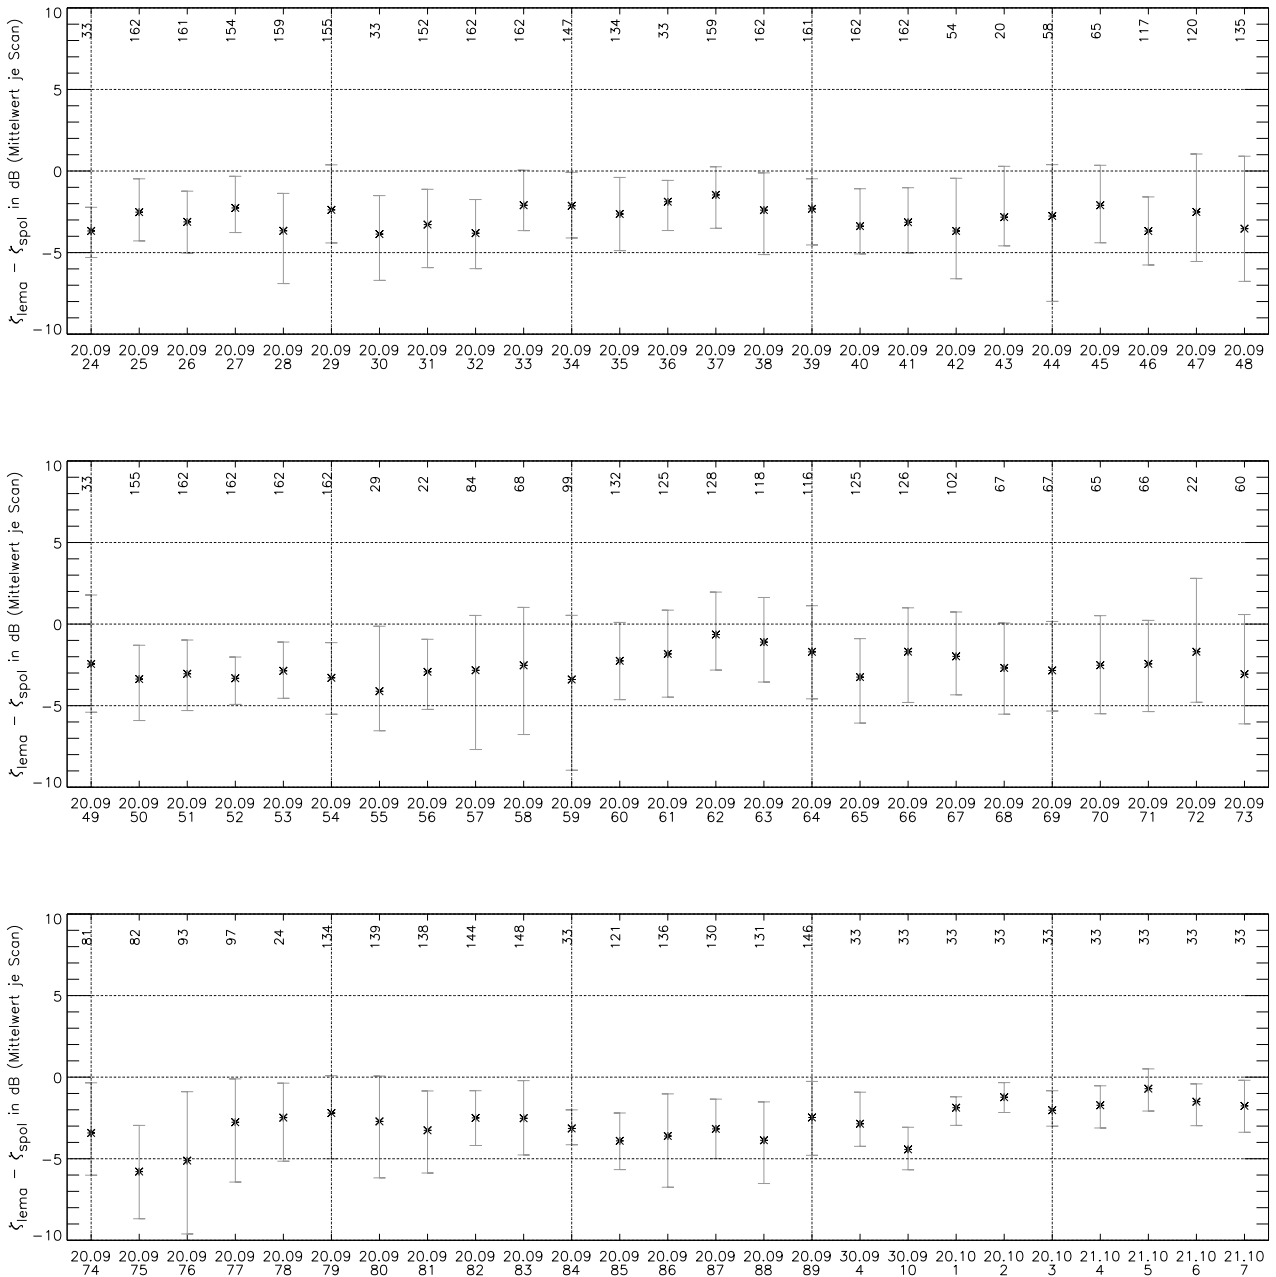 10
5
0
−5
−10
ζlema − ζspol in dB (Mittelwert je Scan)
33 162 161 154 159 155 33 152 162 162 147 134 33 159 162 161 162 162 54 20 58 65 117 120 135
20.09 20.09 20.09 20.09 20.09 20.09 20.09 20.09 20.09 20.09 20.09 20.09 20.09 20.09 20.09 20.09 20.09 20.09 20.09 20.09 20.09 20.09 20.09 20.09 20.09
24 25 26 27 28 29 30 31 32 33 34 35 36 37 38 39 40 41 42 43 44 45 46 47 48
10
5
0
−5
−10
ζlema − ζspol in dB (Mittelwert je Scan)
33 155 162 162 162 162 29 22 84 68 99 132 125 128 118 116 125 126 102 67 67 65 66 22 60
20.09 20.09 20.09 20.09 20.09 20.09 20.09 20.09 20.09 20.09 20.09 20.09 20.09 20.09 20.09 20.09 20.09 20.09 20.09 20.09 20.09 20.09 20.09 20.09 20.09
49 50 51 52 53 54 55 56 57 58 59 60 61 62 63 64 65 66 67 68 69 70 71 72 73
10
5
0
−5
−10
ζlema − ζspol in dB (Mittelwert je Scan)
81 82 93 97 24 134 139 138 144 148 33 121 136 130 131 146 33 33 33 33 33 33 33 33 33
20.09 20.09 20.09 20.09 20.09 20.09 20.09 20.09 20.09 20.09 20.09 20.09 20.09 20.09 20.09 20.09 30.09 30.09 20.10 20.10 20.10 21.10 21.10 21.10 21.10
74 75 76 77 78 79 80 81 82 83 84 85 86 87 88 89 4 10 1 2 3 4 5 6 7